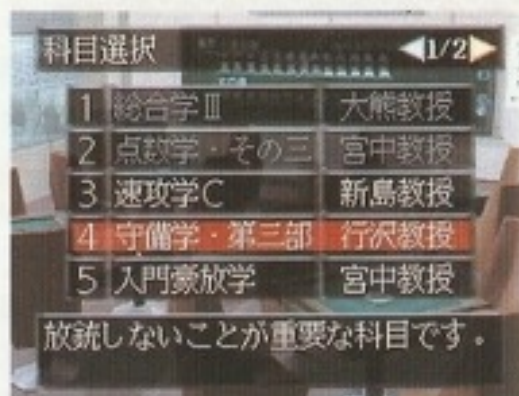 科目選択 ◀1/2▶
1 総合学Ⅲ 大熊教授
2 点数学・その三 宮中教授
3 速攻学C 新島教授
4 守備学・第三部 行沢教授
5 入門豪放学 宮中教授
放銃しないことが重要な科目です。